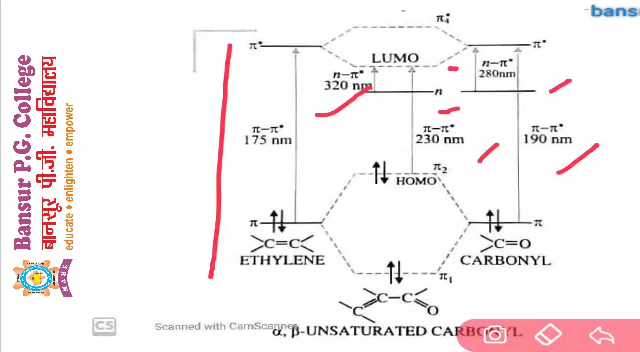 bansu
Bansur P.G. College
बानसूर पी.जी. महाविद्यालय
educate • enlighten • empower
π*
π₄*
π*
LUMO
n–π*
320 nm
n
n–π*
280nm
π–π*
175 nm
π–π*
230 nm
π–π*
190 nm
π₂
HOMO
π
π
C=C
ETHYLENE
C=O
CARBONYL
π₁
C=C–C=O
α, β-UNSATURATED CARBONYL
CS
Scanned with CamScanner